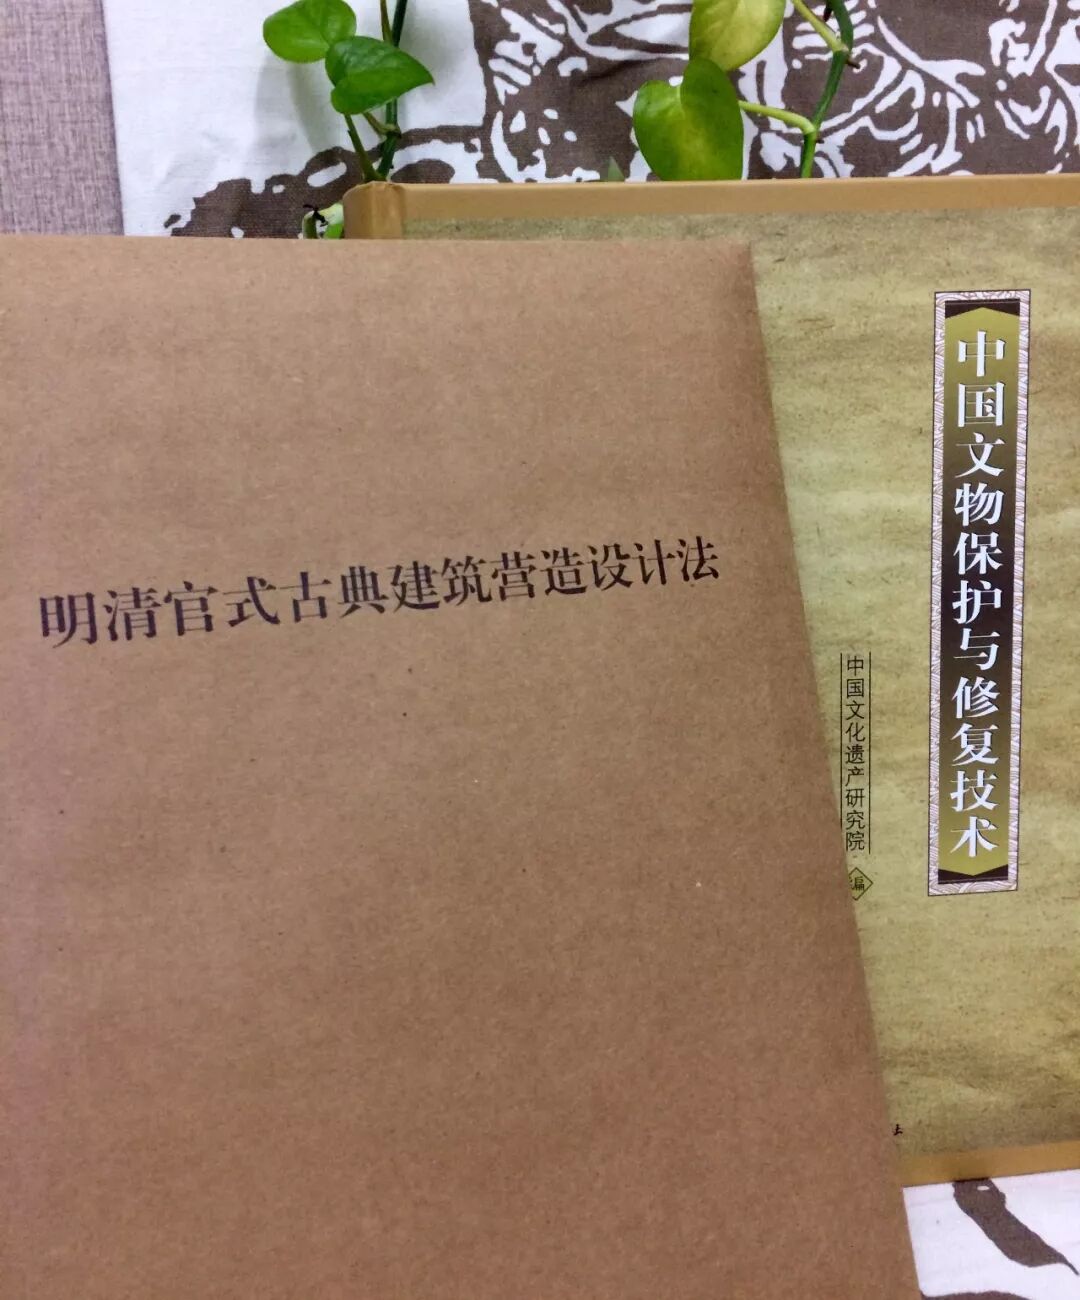 明清官式古典建筑营造设计法
中国文物保护与修复技术
中国文化遗产研究院
编